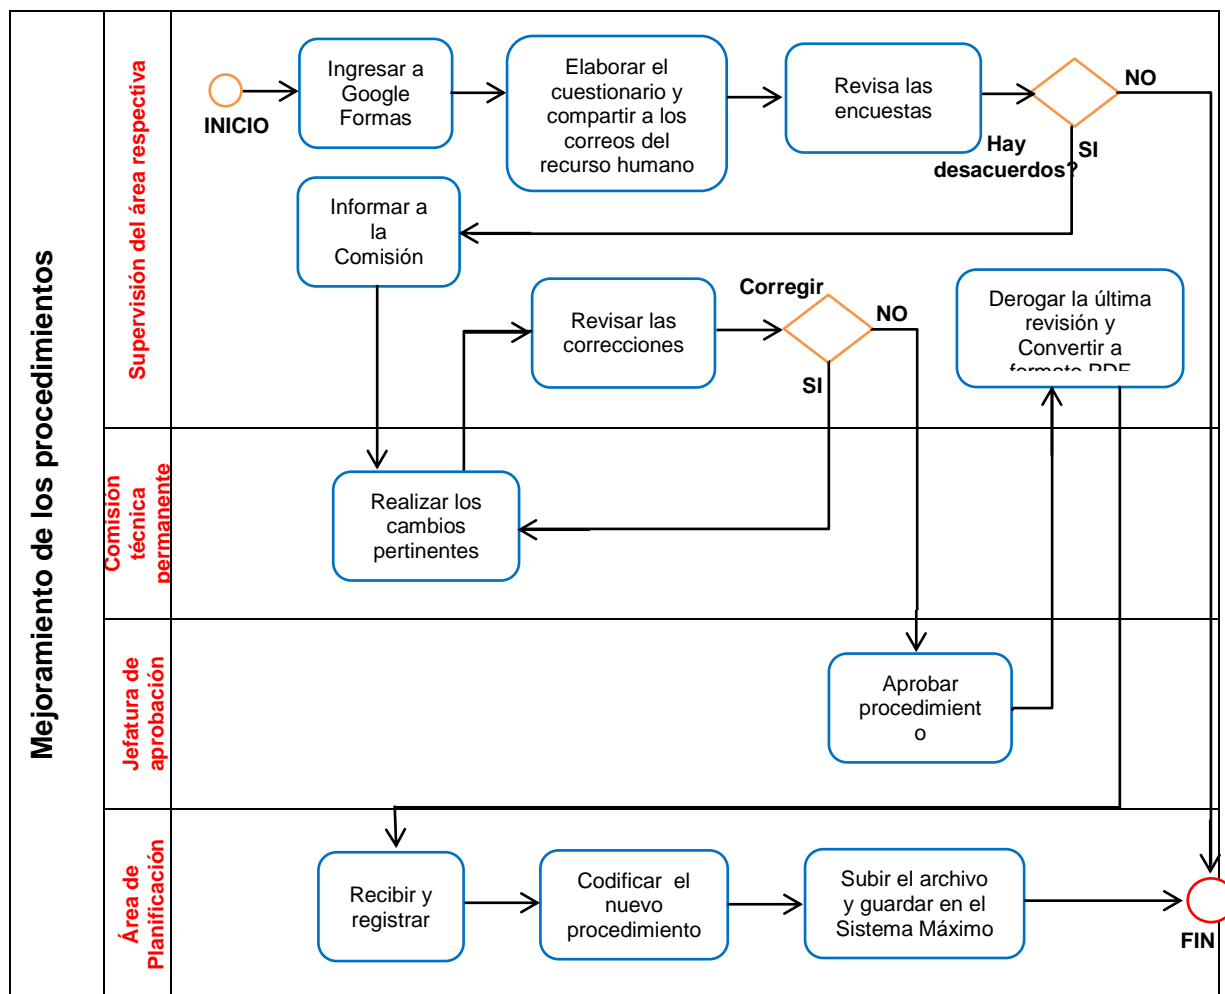 Mejoramiento de los procedimientos
Supervisión del área respectiva
INICIO
Ingresar a
Google
Formas
Elaborar el
cuestionario y
compartir a los
correos del
recurso humano
Revisa las
encuestas
Hay
desacuerdos?
NO
SI
Informar a
la
Comisión
Revisar las
correcciones
Corregir
NO
SI
Derogar la última
revisión y
Convertir a
formato PDF
Comisión
técnica
permanente
Realizar los
cambios
pertinentes
Jefatura de
aprobación
Aprobar
procedimient
o
Área de
Planificación
Recibir y
registrar
Codificar el
nuevo
procedimiento
Subir el archivo
y guardar en el
Sistema Máximo
FIN